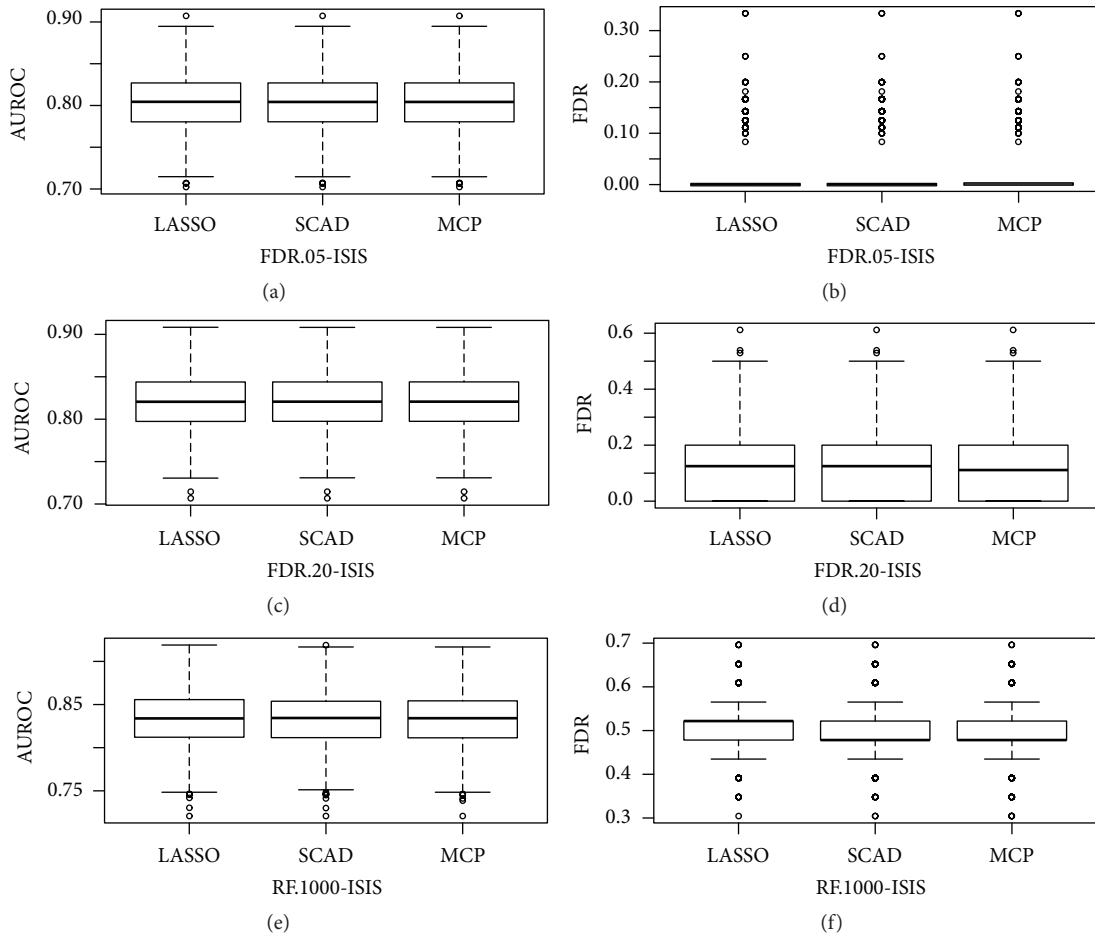 AUROC
0.90
0.80
0.70
LASSO SCAD MCP
FDR.05-ISIS
(a)
FDR
0.30
0.20
0.10
0.00
LASSO SCAD MCP
FDR.05-ISIS
(b)
AUROC
0.90
0.80
0.70
LASSO SCAD MCP
FDR.20-ISIS
(c)
FDR
0.6
0.4
0.2
0.0
LASSO SCAD MCP
FDR.20-ISIS
(d)
AUROC
0.85
0.75
LASSO SCAD MCP
RF.1000-ISIS
(e)
FDR
0.7
0.6
0.5
0.4
0.3
LASSO SCAD MCP
RF.1000-ISIS
(f)